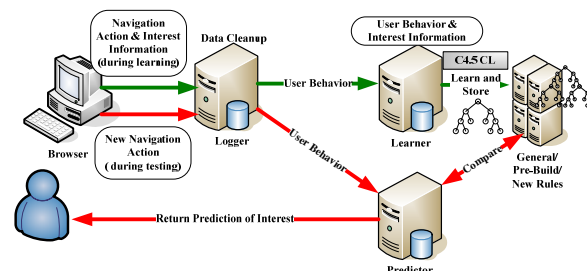 Navigation
Action & Interest
Information
(during learning)
Data Cleanup
User Behavior &
Interest Information
C4.5 CL
User Behavior
Learn and
Store
New Navigation
Action
( during testing)
Browser
Logger
User Behavior
Learner
Compare
General/
Pre-Build/
New Rules
Return Prediction of Interest
Predictor